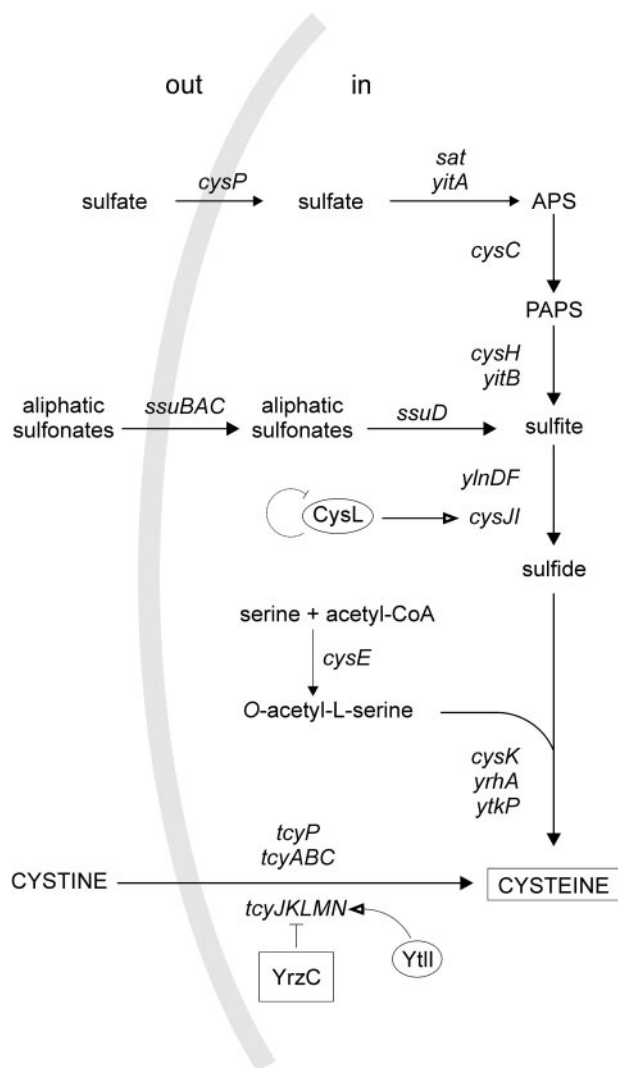 out
in
sulfate
cysP
sulfate
sat
yitA
APS
cysC
PAPS
cysH
yitB
aliphatic
sulfonates
ssuBAC
aliphatic
sulfonates
ssuD
sulfite
ylnDF
CysL
cysJI
sulfide
serine + acetyl-CoA
cysE
O-acetyl-L-serine
cysK
yrhA
ytkP
tcyP
tcyABC
CYSTINE
CYSTEINE
tcyJKLMN
YrzC
YtlI